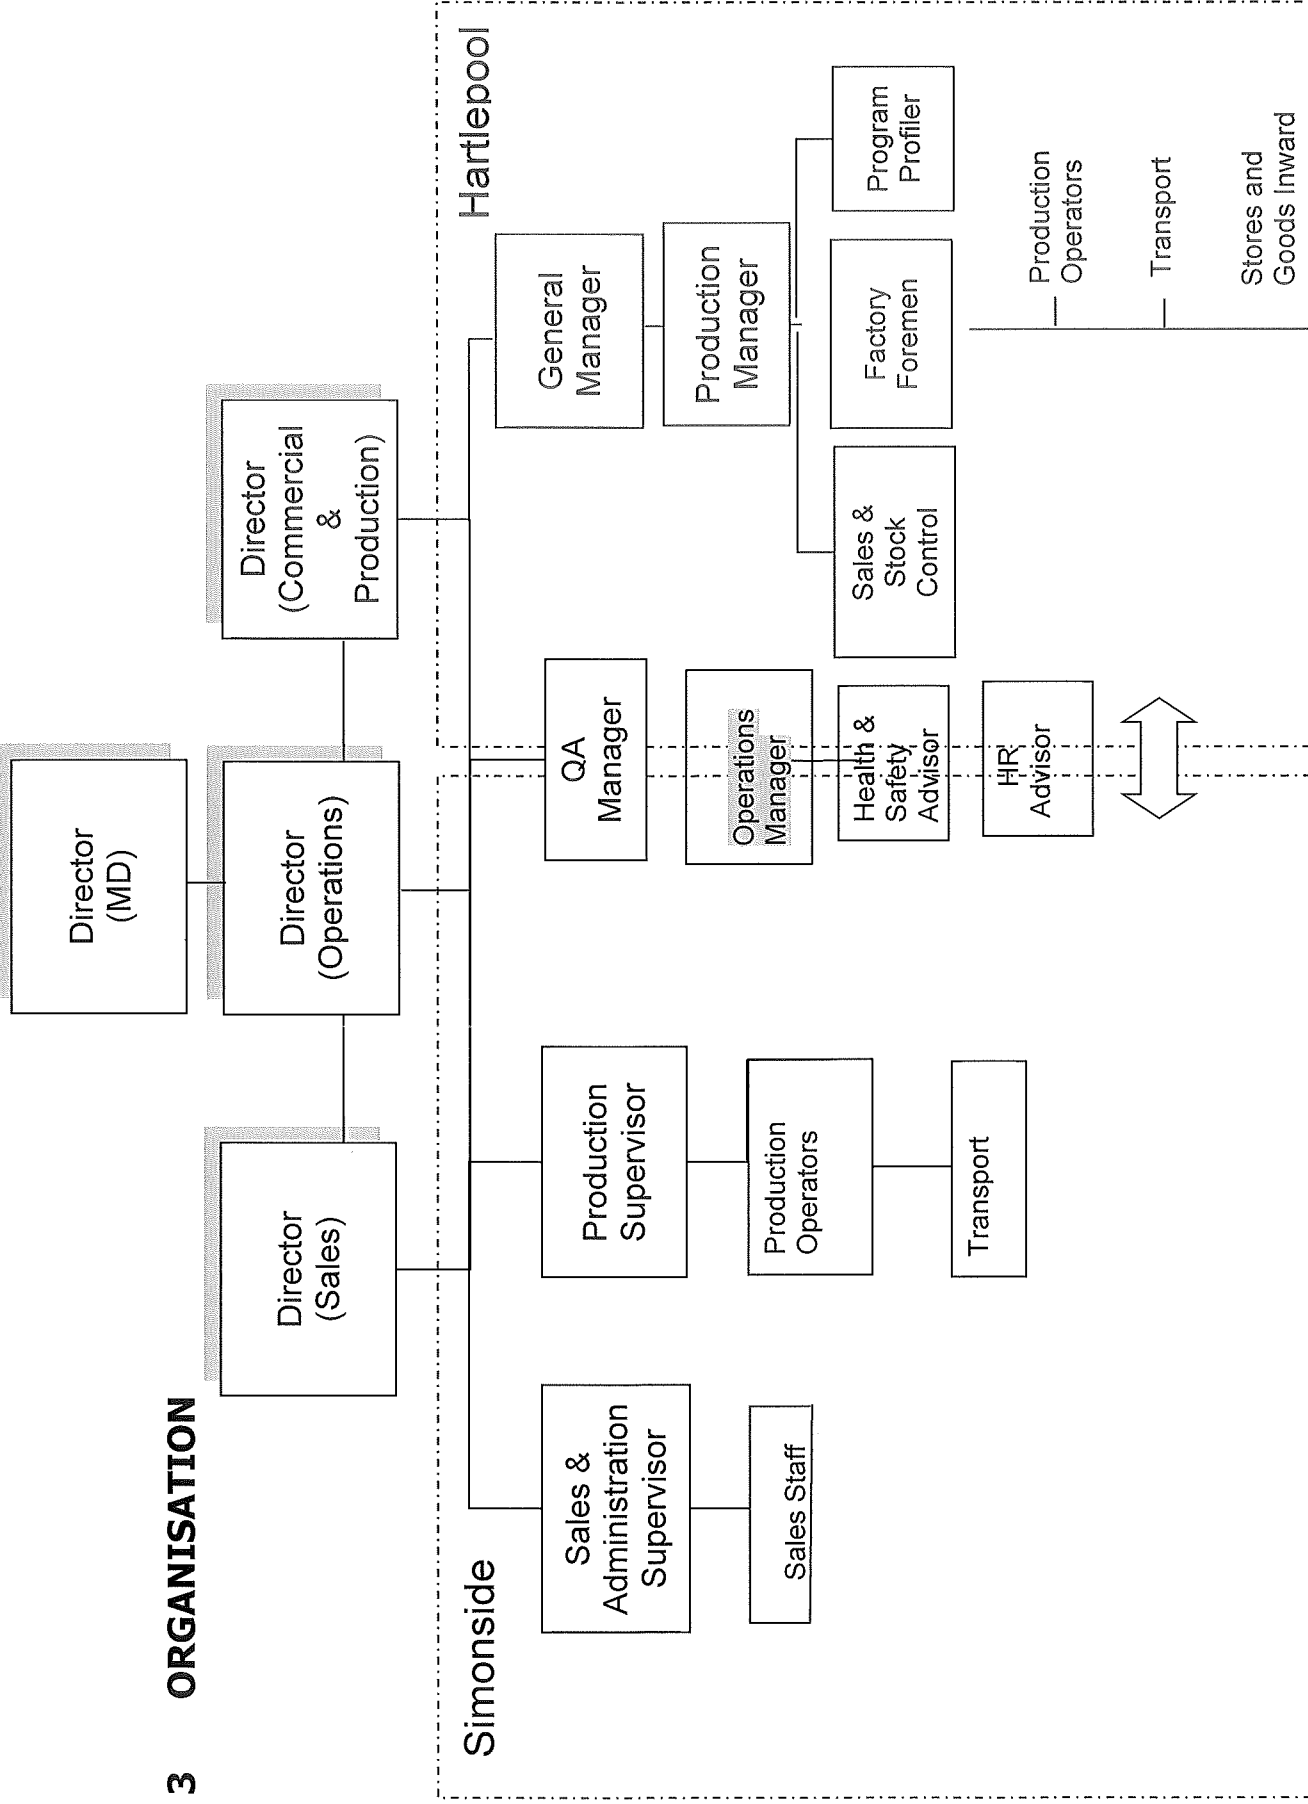 3 ORGANISATION
Director
(MD)
Director
(Sales)
Director
(Operations)
Director
(Commercial
&
Production)
Simonside
Hartlepool
Sales &
Administration
Supervisor
Sales Staff
Production
Supervisor
Production
Operators
Transport
QA
Manager
Operations
Manager
Health &
Safety
Advisor
HR
Advisor
General
Manager
Production
Manager
Sales &
Stock
Control
Factory
Foremen
Program
Profiler
Production
Operators
Transport
Stores and
Goods Inward